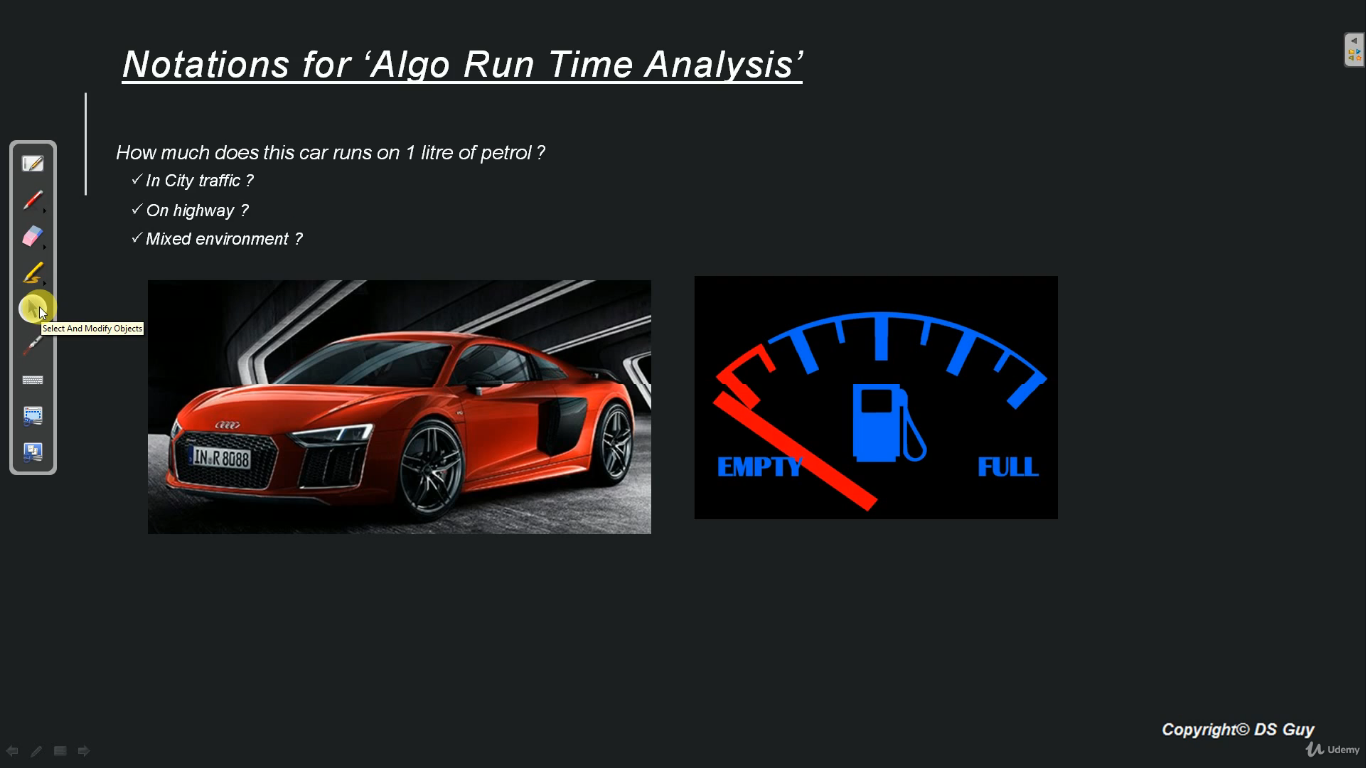 Notations for ‘Algo Run Time Analysis’
How much does this car runs on 1 litre of petrol ?
✓ In City traffic ?
✓ On highway ?
✓ Mixed environment ?
Select And Modify Objects
IN R 8088
EMPTY
FULL
Copyright© DS Guy
Udemy